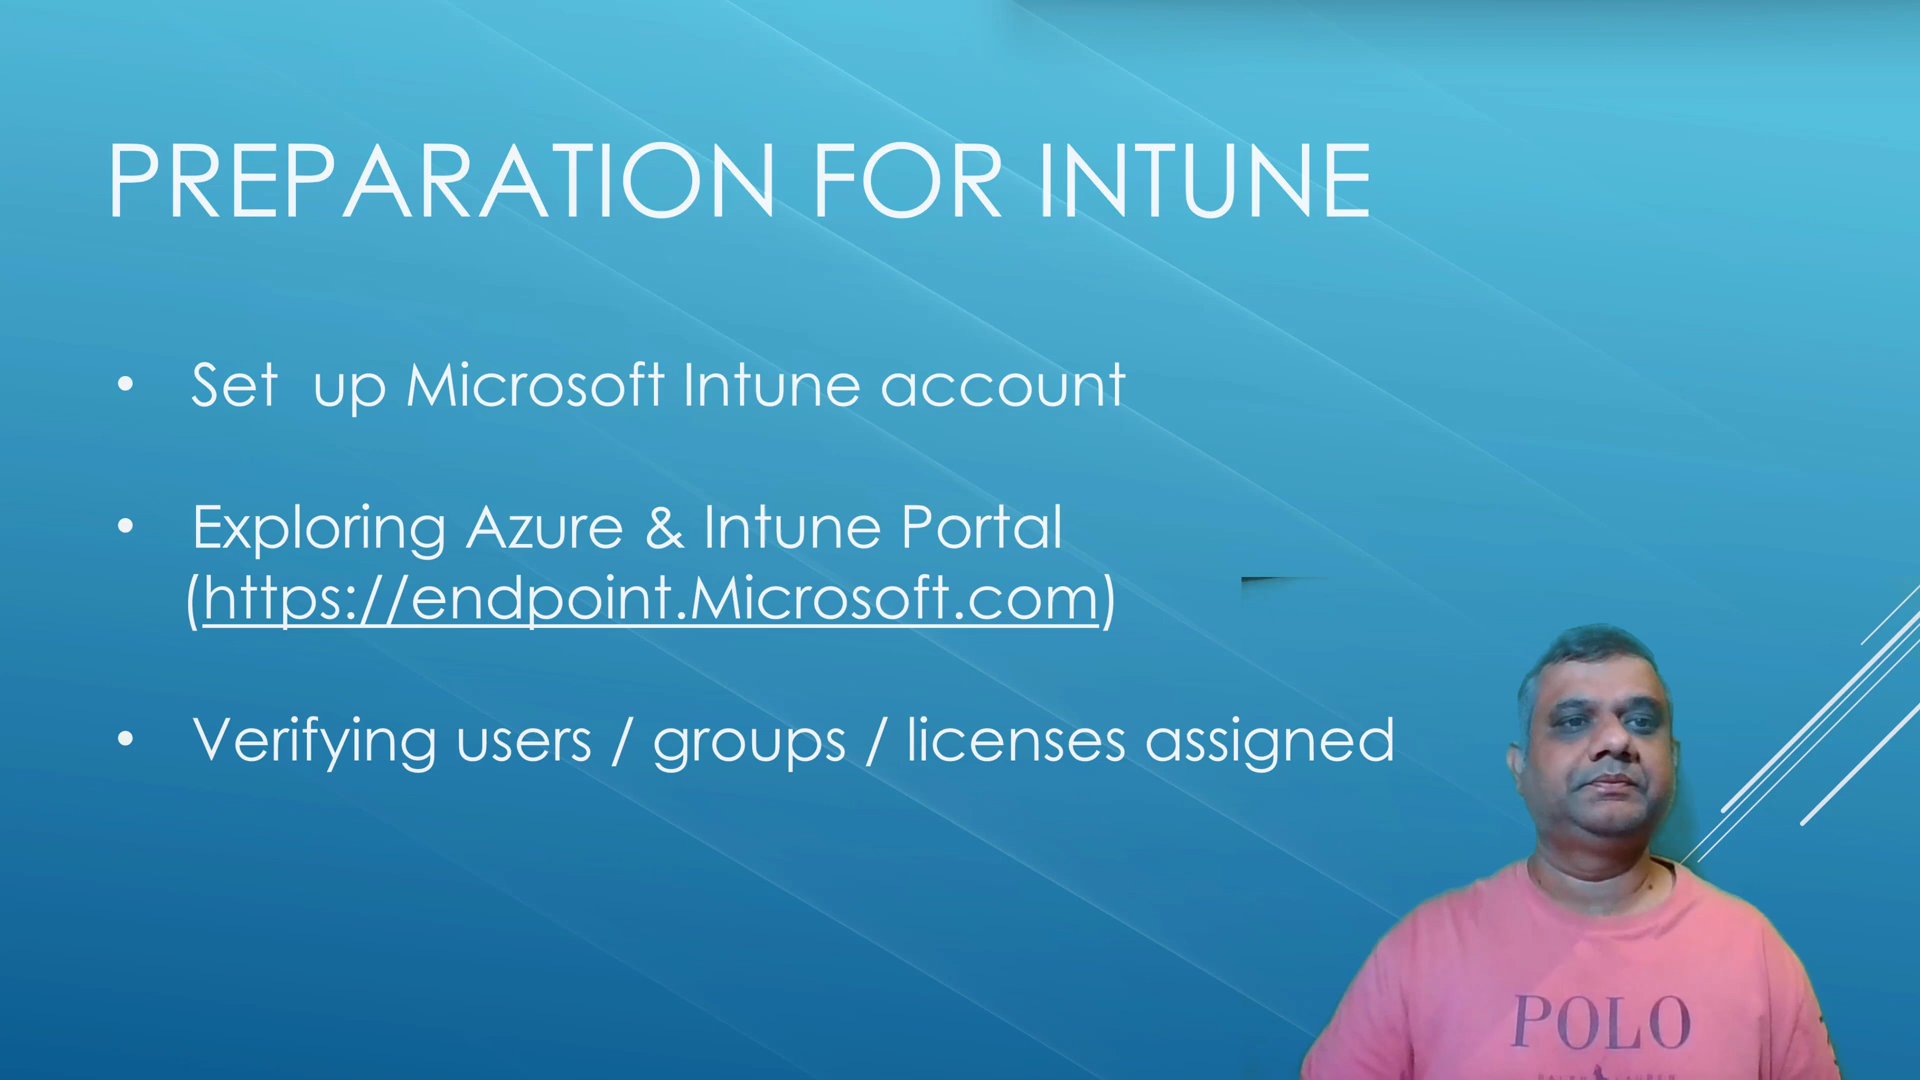 PREPARATION FOR INTUNE
• Set  up Microsoft Intune account
• Exploring Azure & Intune Portal
(https://endpoint.Microsoft.com)
• Verifying users / groups / licenses assigned
POLO